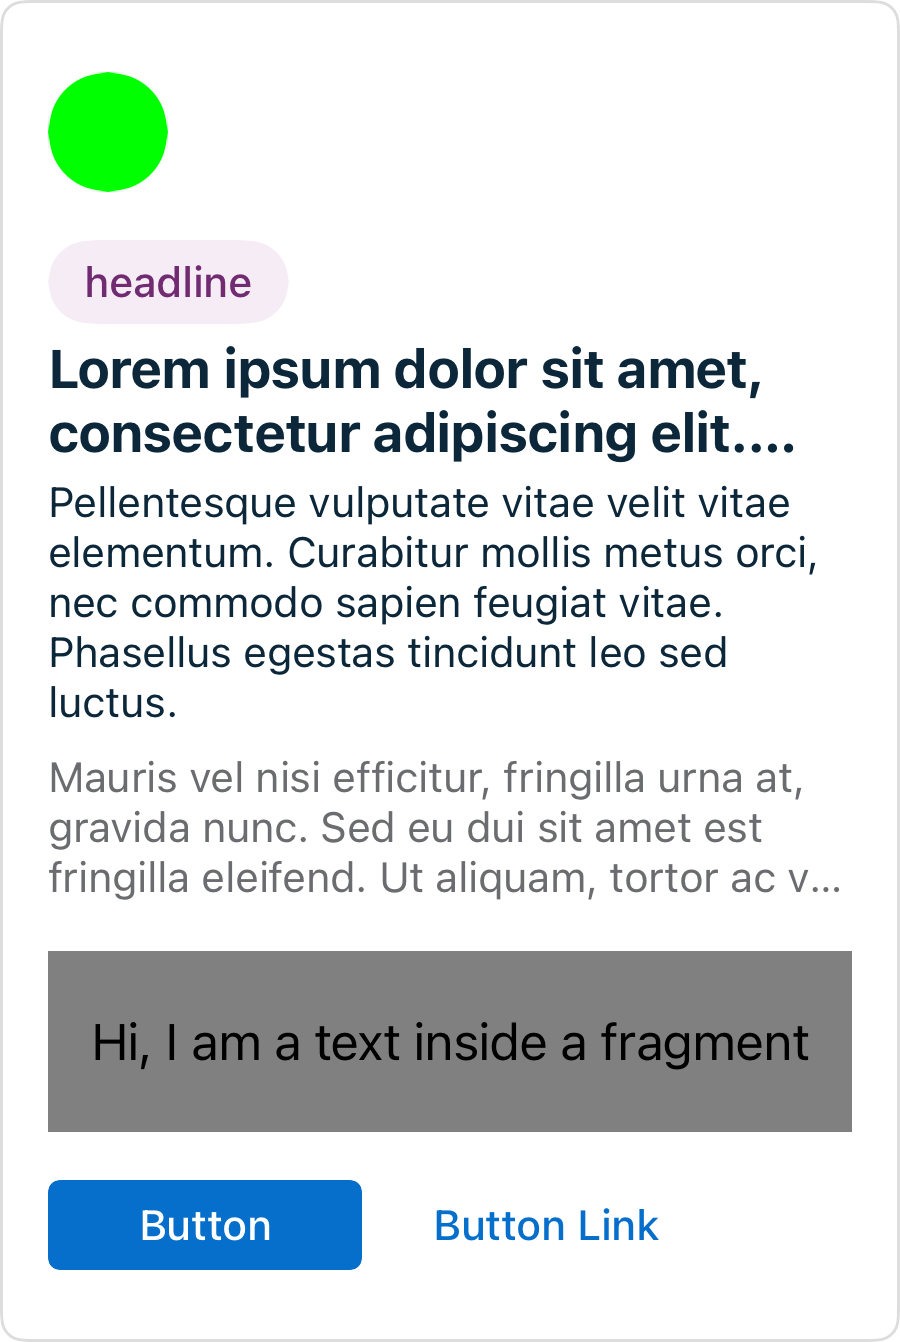 headline
Lorem ipsum dolor sit amet,
consectetur adipiscing elit....
Pellentesque vulputate vitae velit vitae
elementum. Curabitur mollis metus orci,
nec commodo sapien feugiat vitae.
Phasellus egestas tincidunt leo sed
luctus.
Mauris vel nisi efficitur, fringilla urna at,
gravida nunc. Sed eu dui sit amet est
fringilla eleifend. Ut aliquam, tortor ac v...
Hi, I am a text inside a fragment
Button
Button Link